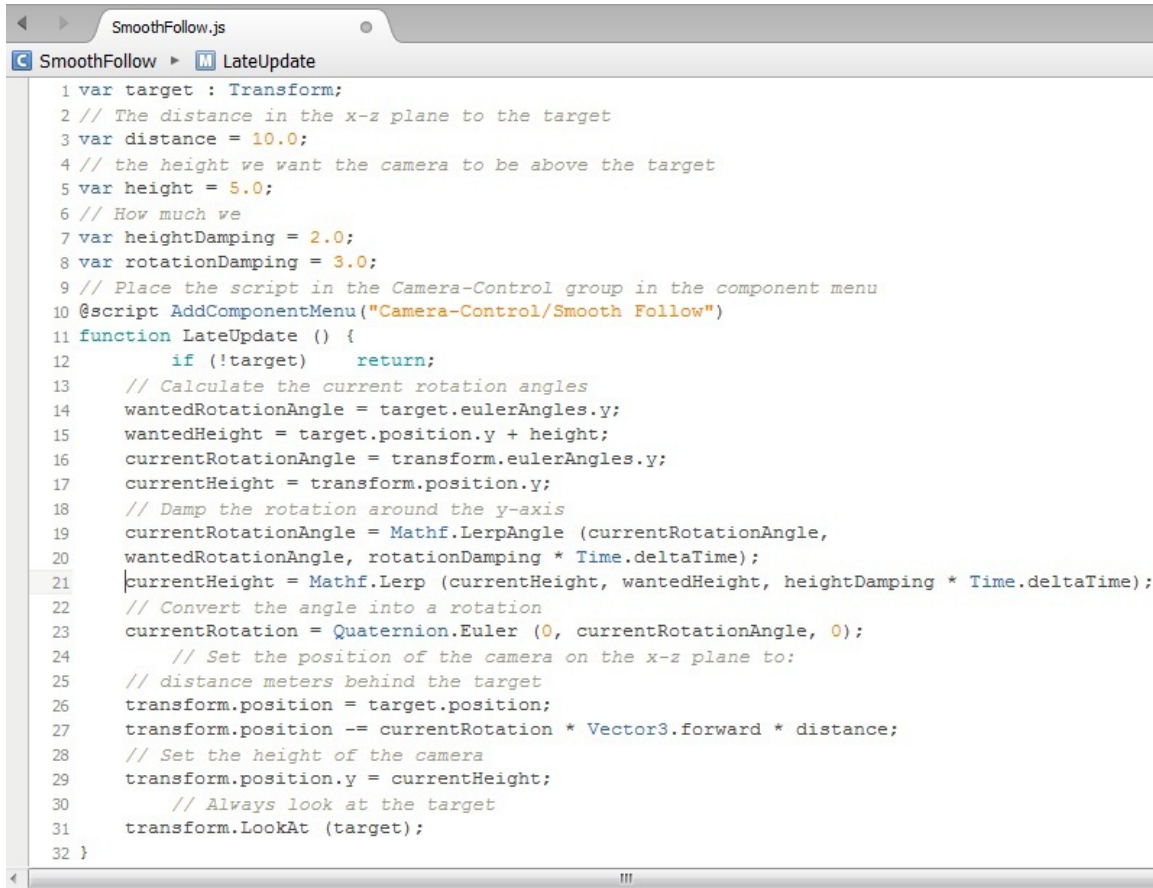 SmoothFollow.js
SmoothFollow ▸ M LateUpdate
1 var target : Transform;
2 // The distance in the x-z plane to the target
3 var distance = 10.0;
4 // the height we want the camera to be above the target
5 var height = 5.0;
6 // How much we
7 var heightDamping = 2.0;
8 var rotationDamping = 3.0;
9 // Place the script in the Camera-Control group in the component menu
10 @script AddComponentMenu("Camera-Control/Smooth Follow")
11 function LateUpdate () {
12         if (!target)    return;
13     // Calculate the current rotation angles
14     wantedRotationAngle = target.eulerAngles.y;
15     wantedHeight = target.position.y + height;
16     currentRotationAngle = transform.eulerAngles.y;
17     currentHeight = transform.position.y;
18     // Damp the rotation around the y-axis
19     currentRotationAngle = Mathf.LerpAngle (currentRotationAngle,
20     wantedRotationAngle, rotationDamping * Time.deltaTime);
21     currentHeight = Mathf.Lerp (currentHeight, wantedHeight, heightDamping * Time.deltaTime);
22     // Convert the angle into a rotation
23     currentRotation = Quaternion.Euler (0, currentRotationAngle, 0);
24         // Set the position of the camera on the x-z plane to:
25     // distance meters behind the target
26     transform.position = target.position;
27     transform.position -= currentRotation * Vector3.forward * distance;
28     // Set the height of the camera
29     transform.position.y = currentHeight;
30         // Always look at the target
31     transform.LookAt (target);
32 }